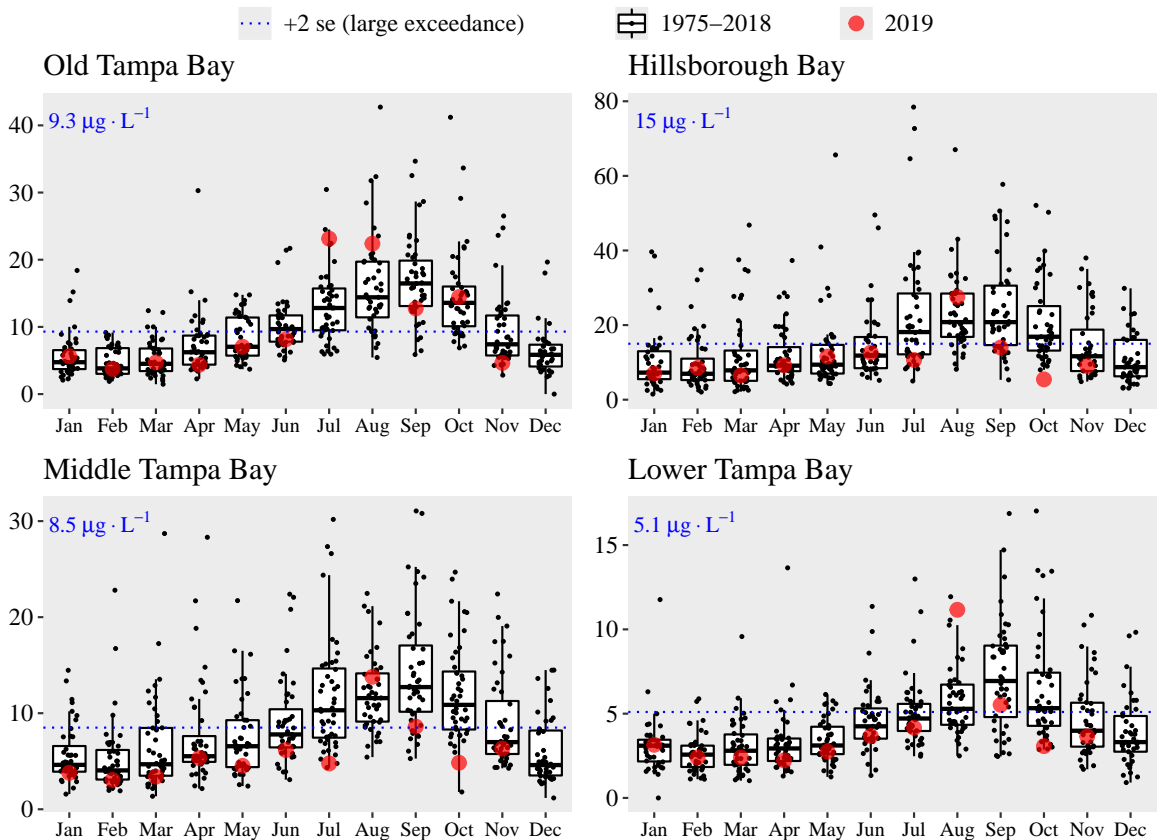 +2 se (large exceedance) 1975–2018 2019
Old Tampa Bay
9.3 μg · L⁻¹
40
30
20
10
0
Jan Feb Mar Apr May Jun Jul Aug Sep Oct Nov Dec
Hillsborough Bay
15 μg · L⁻¹
80
60
40
20
0
Jan Feb Mar Apr May Jun Jul Aug Sep Oct Nov Dec
Middle Tampa Bay
8.5 μg · L⁻¹
30
20
10
0
Jan Feb Mar Apr May Jun Jul Aug Sep Oct Nov Dec
Lower Tampa Bay
5.1 μg · L⁻¹
15
10
5
0
Jan Feb Mar Apr May Jun Jul Aug Sep Oct Nov Dec